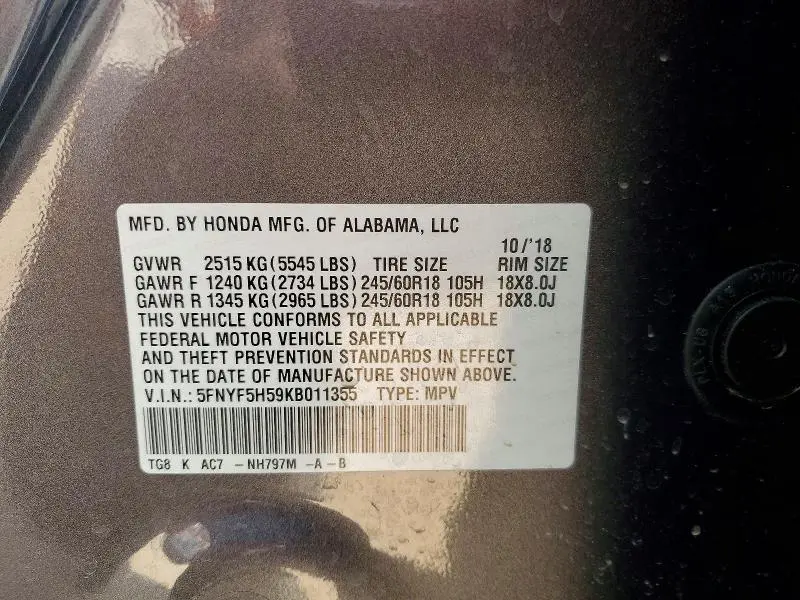 MFD. BY HONDA MFG. OF ALABAMA, LLC
10/'18
GVWR 2515 KG (5545 LBS) TIRE SIZE RIM SIZE
GAWR F 1240 KG (2734 LBS) 245/60R18 105H 18X8.0J
GAWR R 1345 KG (2965 LBS) 245/60R18 105H 18X8.0J
THIS VEHICLE CONFORMS TO ALL APPLICABLE
FEDERAL MOTOR VEHICLE SAFETY
AND THEFT PREVENTION STANDARDS IN EFFECT
ON THE DATE OF MANUFACTURE SHOWN ABOVE.
V.I.N.: 5FNYF5H59KB011355 TYPE: MPV
TG8 K AC7 -NH797M -A-B